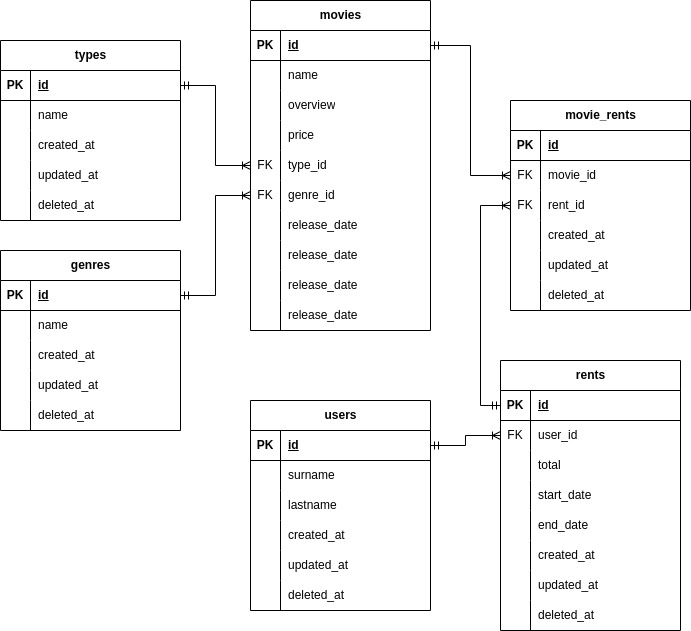 movies
PK id
name
overview
price
FK type_id
FK genre_id
release_date
release_date
release_date
release_date
types
PK id
name
created_at
updated_at
deleted_at
genres
PK id
name
created_at
updated_at
deleted_at
movie_rents
PK id
FK movie_id
FK rent_id
created_at
updated_at
deleted_at
users
PK id
surname
lastname
created_at
updated_at
deleted_at
rents
PK id
FK user_id
total
start_date
end_date
created_at
updated_at
deleted_at